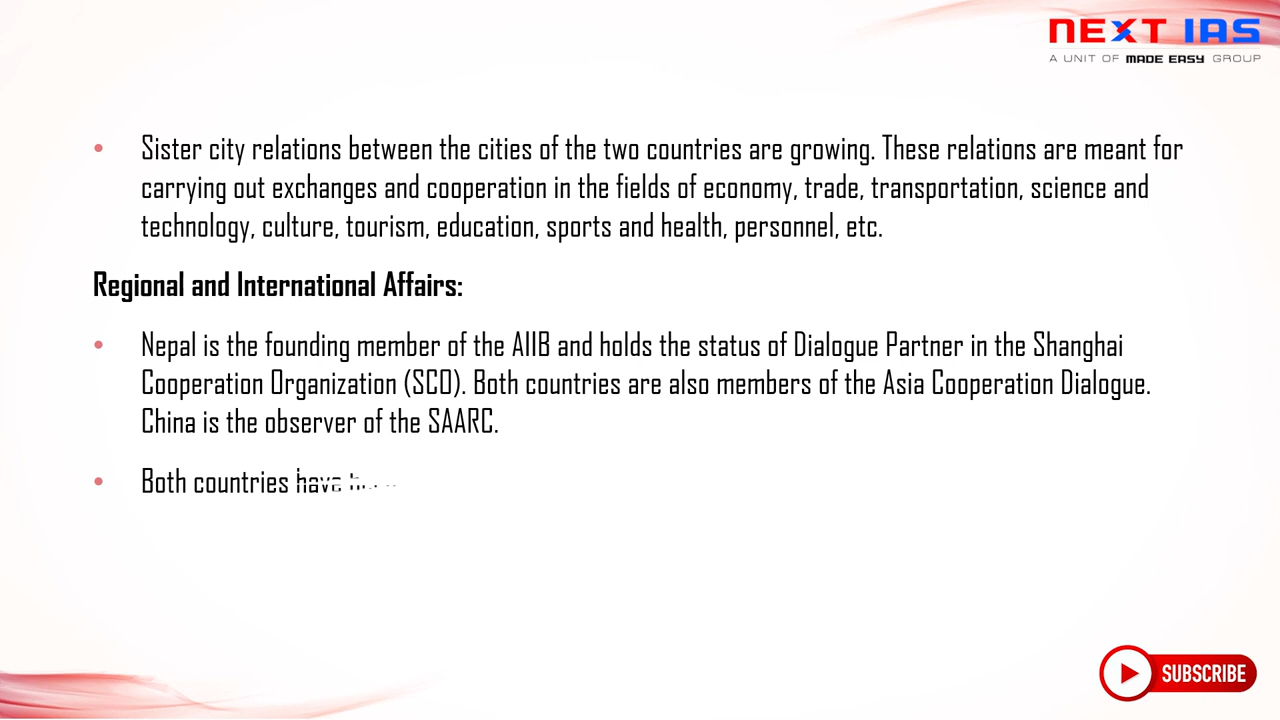 NEXT IAS
A UNIT OF MADE EASY GROUP
• Sister city relations between the cities of the two countries are growing. These relations are meant for
carrying out exchanges and cooperation in the fields of economy, trade, transportation, science and
technology, culture, tourism, education, sports and health, personnel, etc.
Regional and International Affairs:
• Nepal is the founding member of the AIIB and holds the status of Dialogue Partner in the Shanghai
Cooperation Organization (SCO). Both countries are also members of the Asia Cooperation Dialogue.
China is the observer of the SAARC.
• Both countries have
SUBSCRIBE